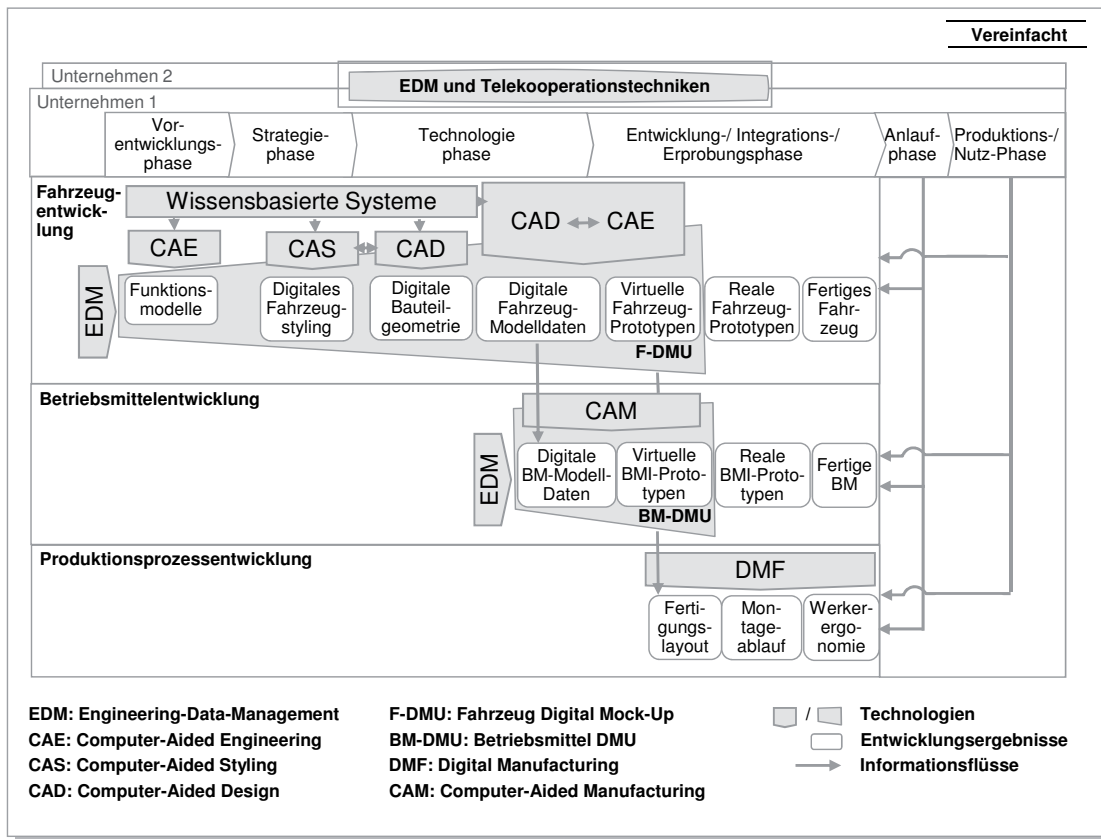 Vereinfacht
Unternehmen 2
EDM und Telekooperationstechniken
Unternehmen 1
Vor-
entwicklungs-
phase
Strategie-
phase
Technologie
phase
Entwicklung-/ Integrations-/
Erprobungsphase
Anlauf-
phase
Produktions-/
Nutz-Phase
Fahrzeug-
entwick-
lung
Wissensbasierte Systeme
CAD
CAE
CAE
CAS
CAD
EDM
Funktions-
modelle
Digitales
Fahrzeug-
styling
Digitale
Bauteil-
geometrie
Digitale
Fahrzeug-
Modelldaten
Virtuelle
Fahrzeug-
Prototypen
Reale
Fahrzeug-
Prototypen
Fertiges
Fahr-
zeug
F-DMU
Betriebsmittelentwicklung
CAM
EDM
Digitale
BM-Modell-
Daten
Virtuelle
BMI-Proto-
typen
Reale
BMI-Proto-
typen
Fertige
BM
BM-DMU
Produktionsprozessentwicklung
DMF
Ferti-
gungs-
layout
Mon-
tage-
ablauf
Werker-
ergo-
nomie
EDM: Engineering-Data-Management
CAE: Computer-Aided Engineering
CAS: Computer-Aided Styling
CAD: Computer-Aided Design
F-DMU: Fahrzeug Digital Mock-Up
BM-DMU: Betriebsmittel DMU
DMF: Digital Manufacturing
CAM: Computer-Aided Manufacturing
/ Technologien
Entwicklungsergebnisse
Informationsflüsse